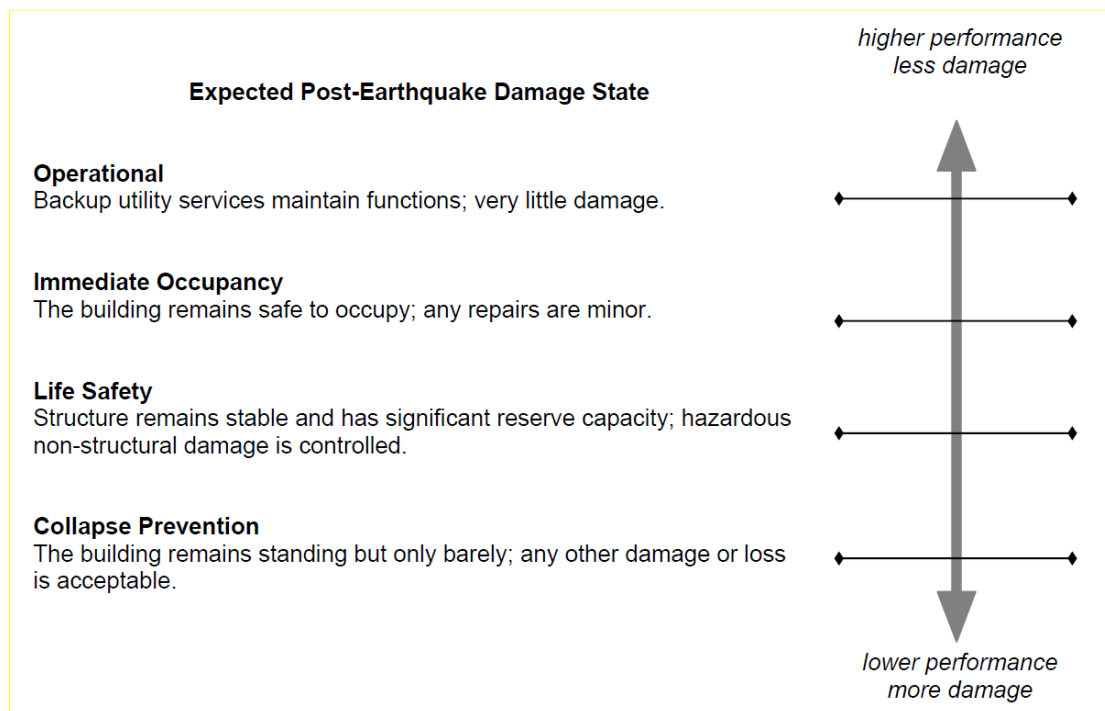 higher performance
less damage
Expected Post-Earthquake Damage State
Operational
Backup utility services maintain functions; very little damage.
Immediate Occupancy
The building remains safe to occupy; any repairs are minor.
Life Safety
Structure remains stable and has significant reserve capacity; hazardous
non-structural damage is controlled.
Collapse Prevention
The building remains standing but only barely; any other damage or loss
is acceptable.
lower performance
more damage